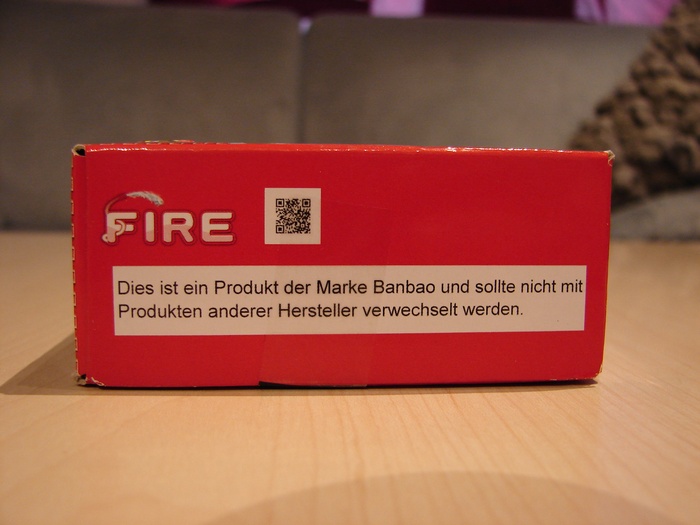 FIRE
Dies ist ein Produkt der Marke Banbao und sollte nicht mit
Produkten anderer Hersteller verwechselt werden.